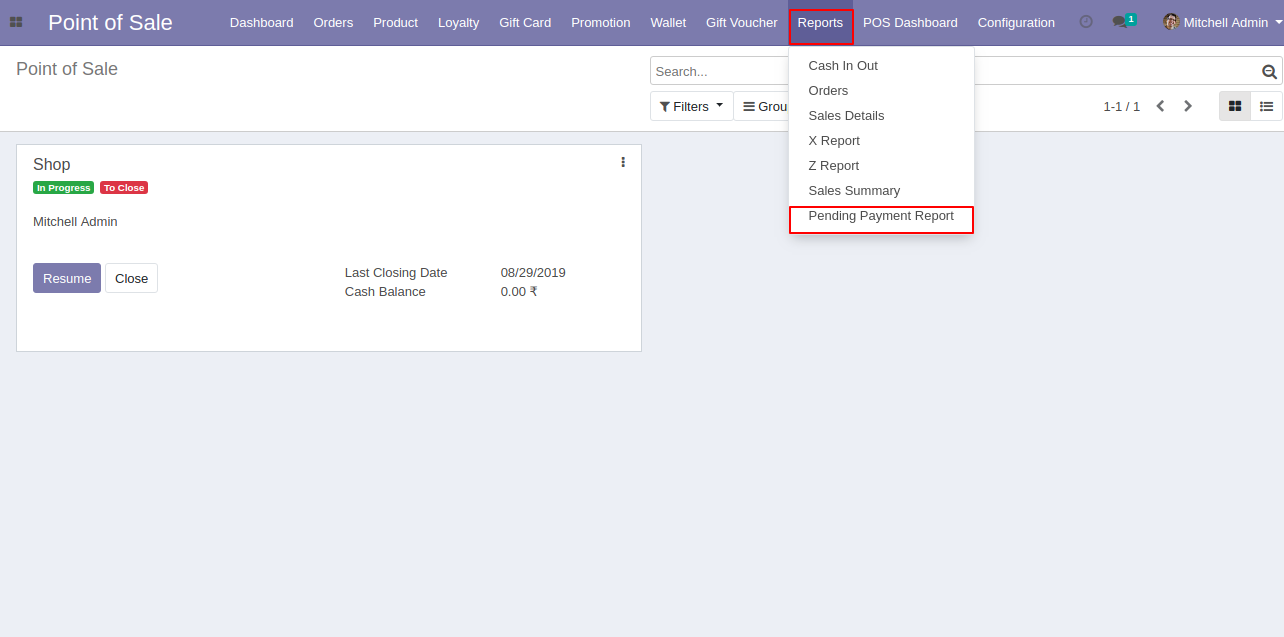 Point of Sale Dashboard Orders Product Loyalty Gift Card Promotion Wallet Gift Voucher Reports POS Dashboard Configuration 1 Mitchell Admin
Point of Sale
Search...
Filters Grou 1-1 / 1
Cash In Out
Orders
Sales Details
X Report
Z Report
Sales Summary
Pending Payment Report
Shop
In Progress To Close
Mitchell Admin
Resume Close
Last Closing Date 08/29/2019
Cash Balance 0.00 ₹